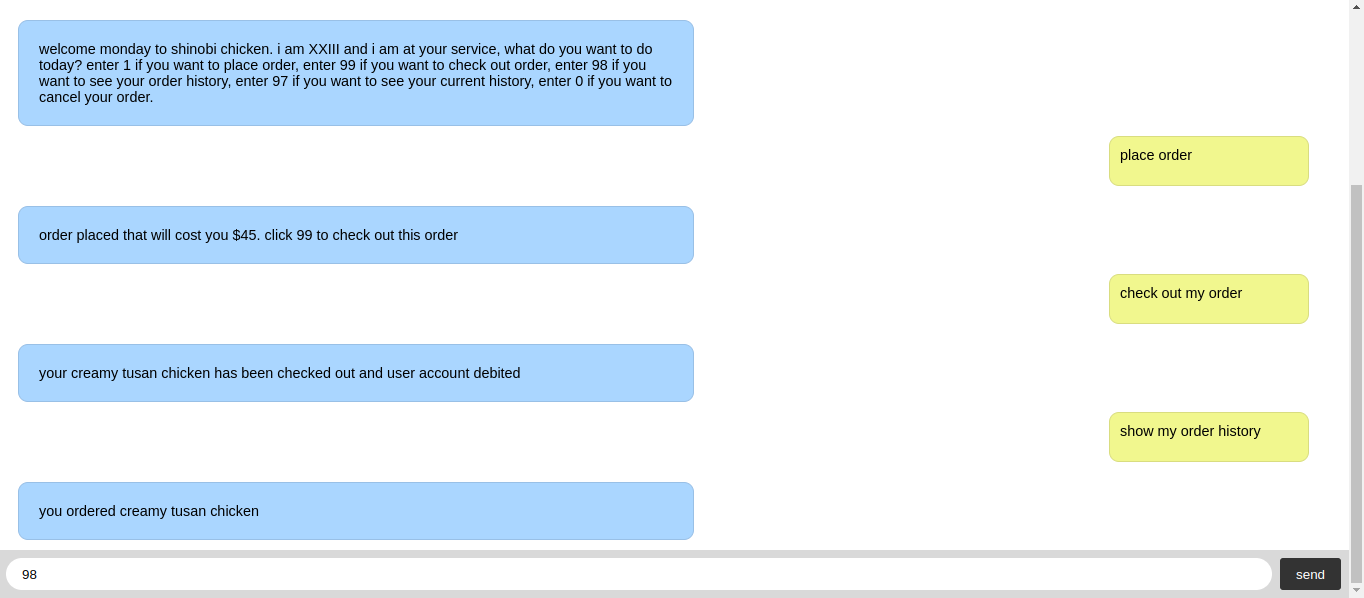 welcome monday to shinobi chicken. i am XXIII and i am at your service, what do you want to do
today? enter 1 if you want to place order, enter 99 if you want to check out order, enter 98 if you
want to see your order history, enter 97 if you want to see your current history, enter 0 if you want to
cancel your order.
place order
order placed that will cost you $45. click 99 to check out this order
check out my order
your creamy tusan chicken has been checked out and user account debited
show my order history
you ordered creamy tusan chicken
98
send